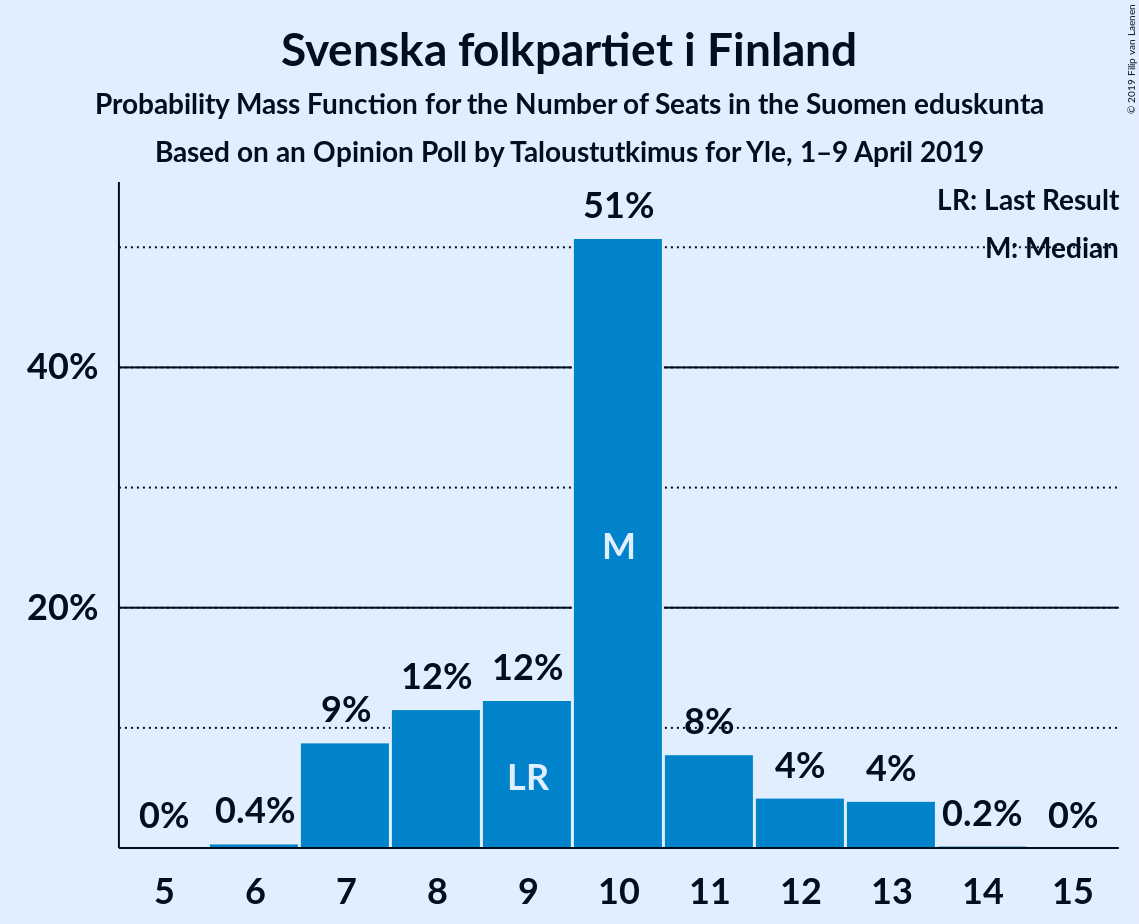 Svenska folkpartiet i Finland
Probability Mass Function for the Number of Seats in the Suomen eduskunta
Based on an Opinion Poll by Taloustutkimus for Yle, 1–9 April 2019
© 2019 Filip van Laenen
LR: Last Result
M: Median
40%
20%
0%
0.4%
9%
12%
12%
51%
8%
4%
4%
0.2%
0%
LR
M
5 6 7 8 9 10 11 12 13 14 15